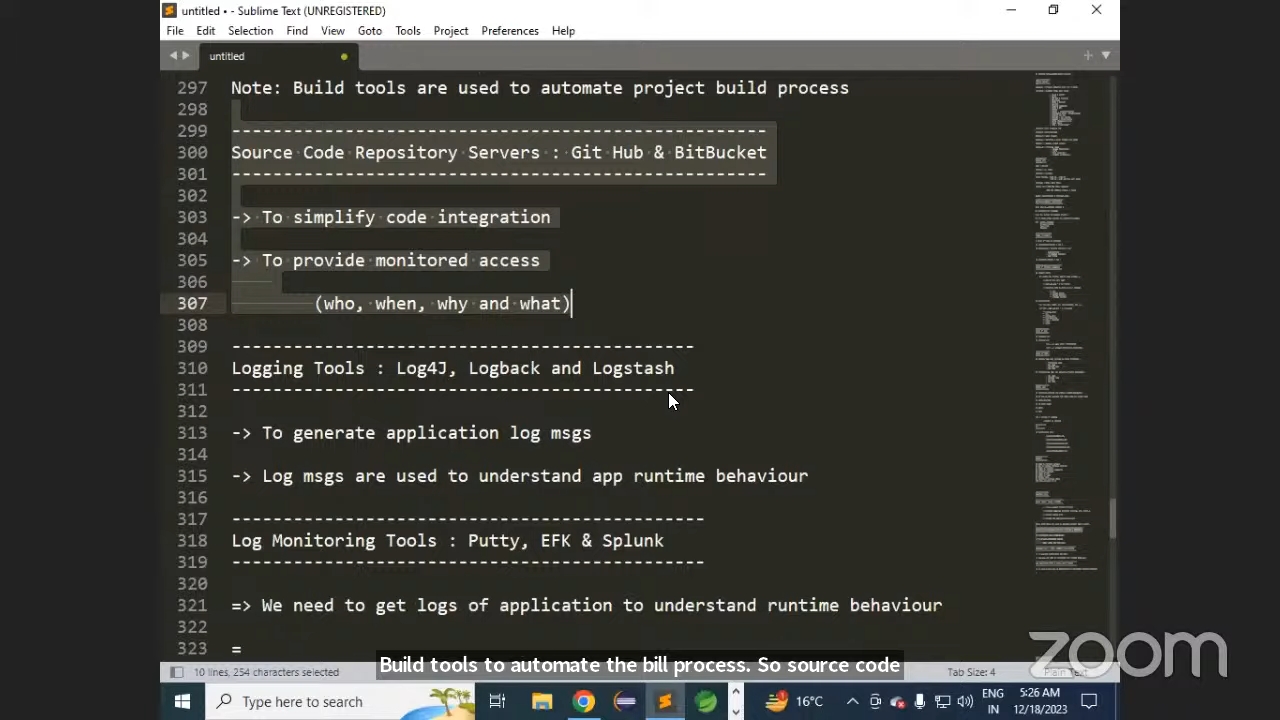 untitled • - Sublime Text (UNREGISTERED)
File Edit Selection Find View Goto Tools Project Preferences Help
untitled
297 Note: Build tools are used to automate project build process
298
299 ----------------------------------------------------
300 Source Code Repository Servers : Git Hub & BitBucket
301 ----------------------------------------------------
302
303 -> To simplify code integration
304
305 -> To provide monitored access
306
307 (who, when, why and what)
308
309 ---------------------------------------------
310 Logging Tools : Log4J, Logback and Logstash
311 ---------------------------------------------
312
313 -> To generate application log msgs
314
315 -> Log msgs are used to understand app runtime behaviour
316
317 ----------------------------------------------
318 Log Monitoring Tools : Putty, EFK & Splunk
319 ----------------------------------------------
320
321 => We need to get logs of application to understand runtime behaviour
322
323 =
Build tools to automate the bill process. So source code
zoom
10 lines, 254 characters selected Tab Size: 4 Plain Text
Type here to search 1 16°C ENG IN 5:26 AM 12/18/2023